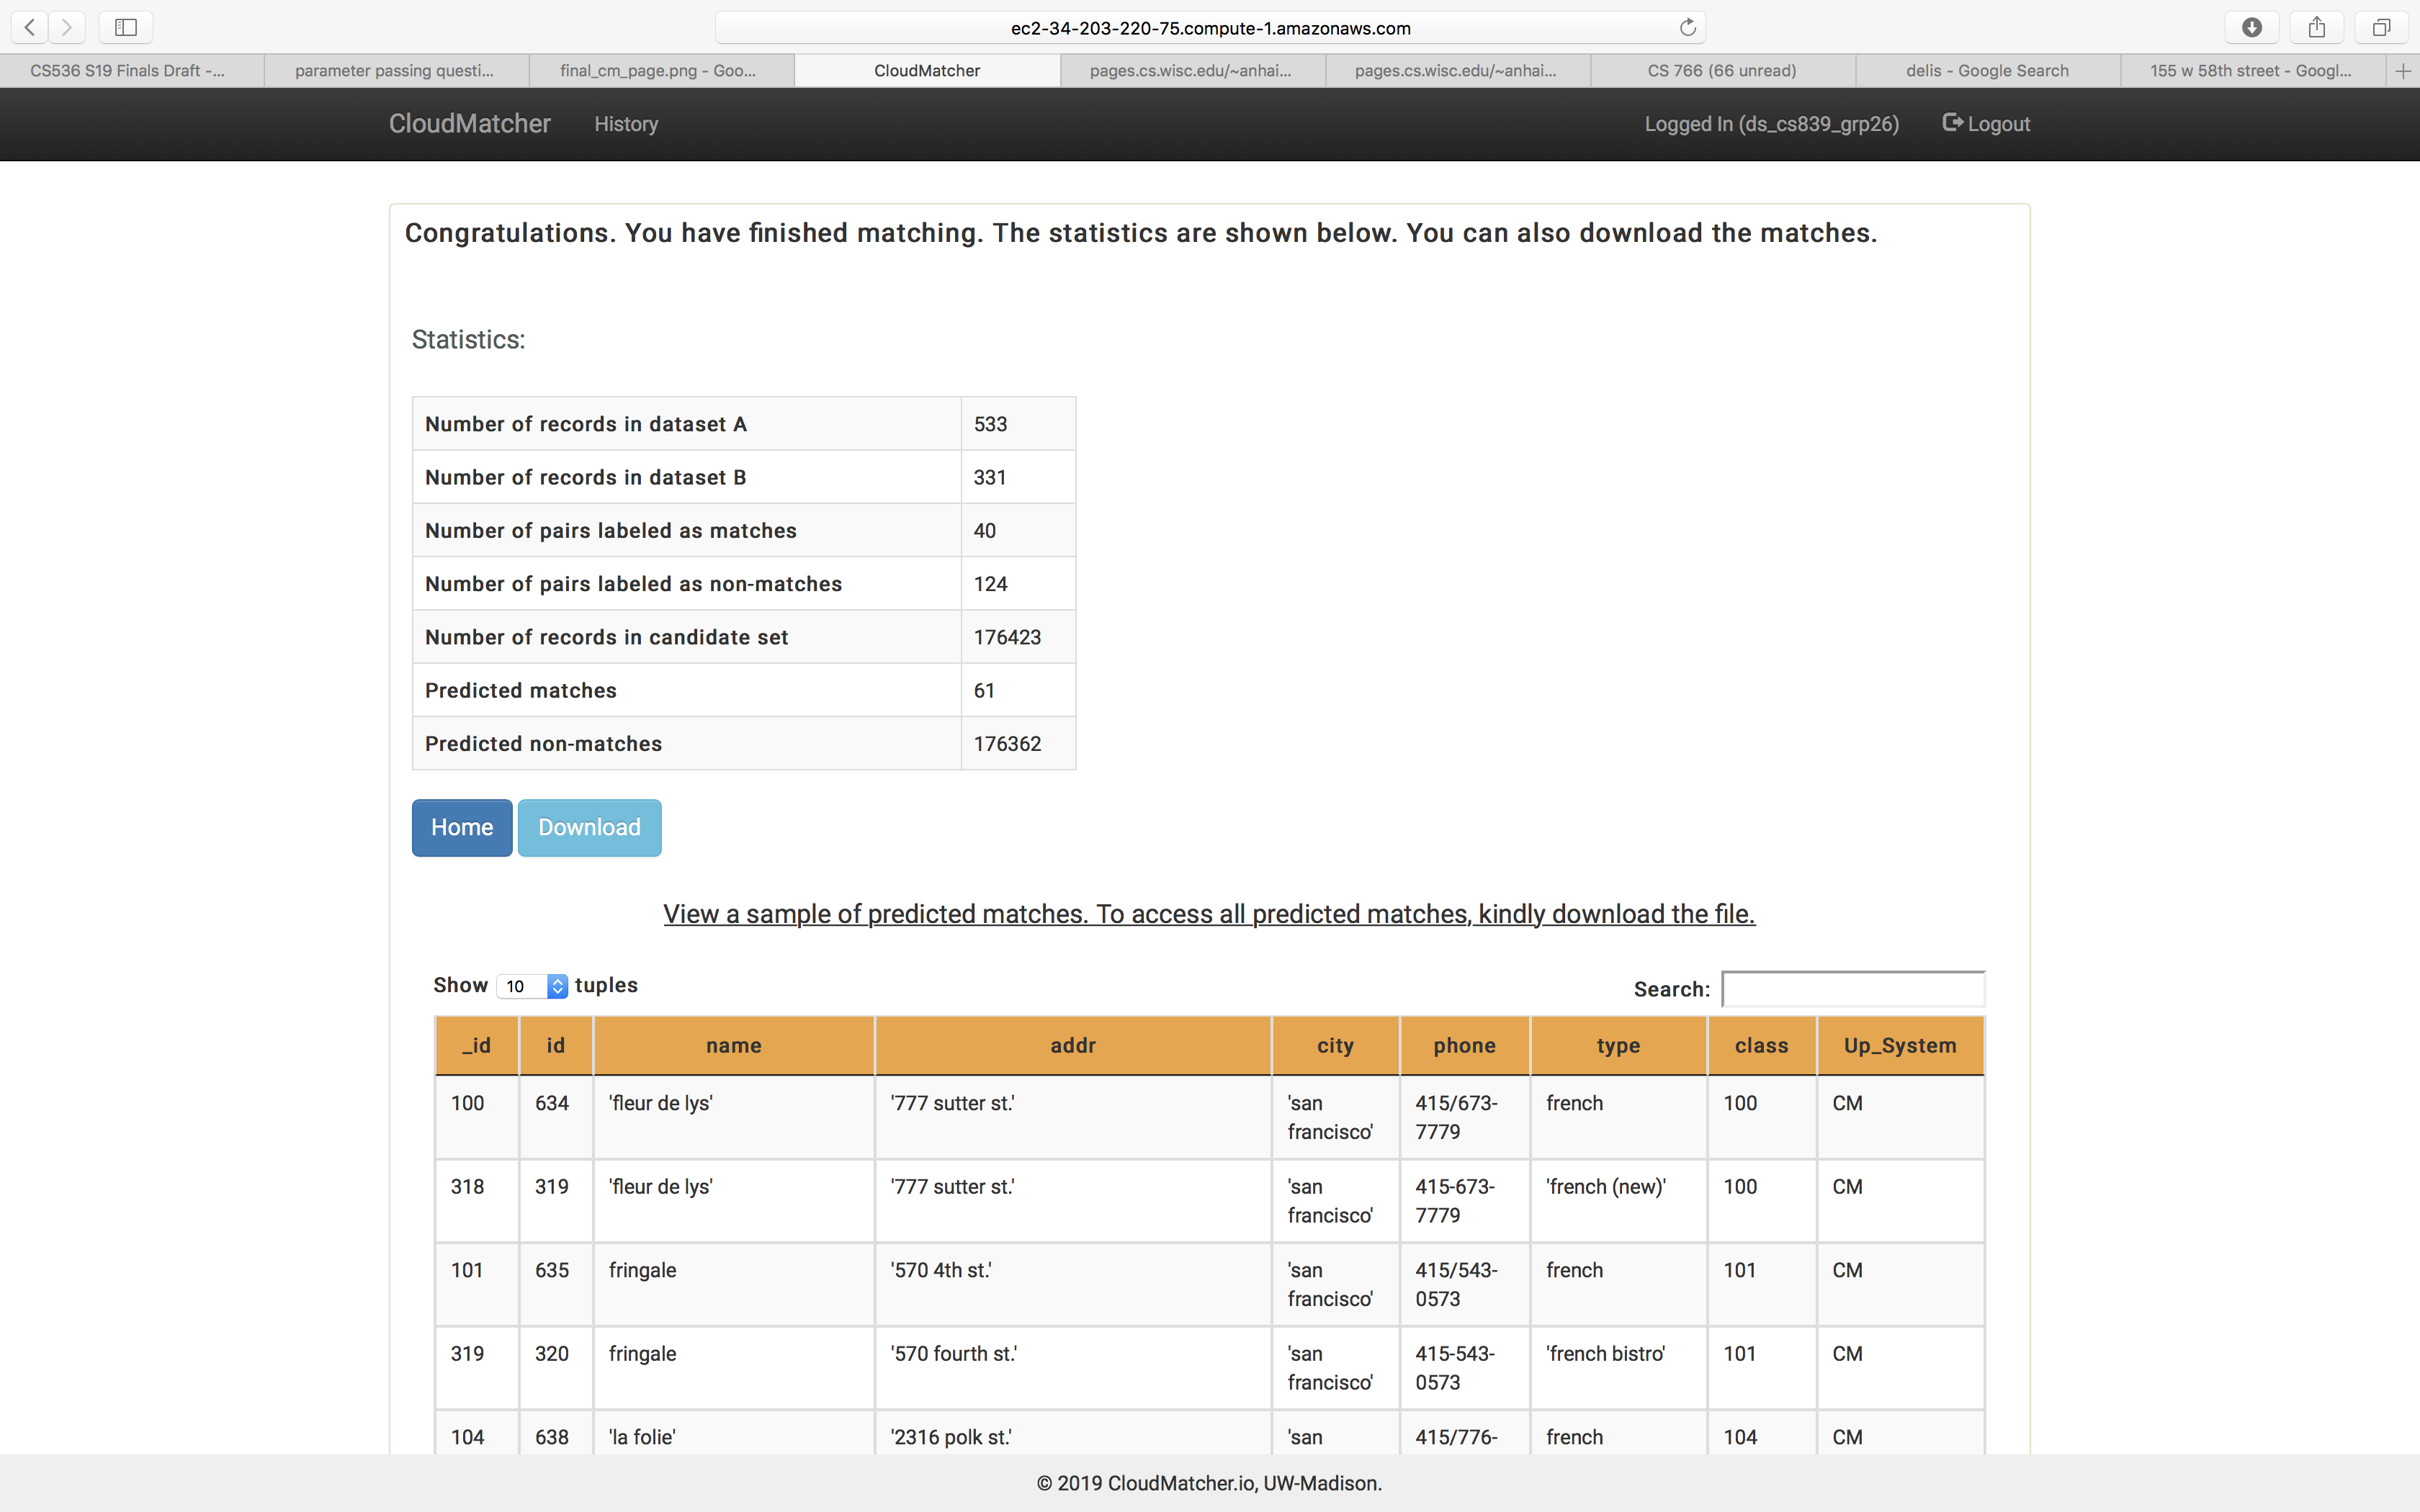 ec2-34-203-220-75.compute-1.amazonaws.com
CS536 S19 Finals Draft -... parameter passing questi... final_cm_page.png - Goo... CloudMatcher pages.cs.wisc.edu/~anhai... pages.cs.wisc.edu/~anhai... CS 766 (66 unread) delis - Google Search 155 w 58th street - Googl...
CloudMatcher History Logged In (ds_cs839_grp26) Logout
Congratulations. You have finished matching. The statistics are shown below. You can also download the matches.
Statistics:
Number of records in dataset A 533
Number of records in dataset B 331
Number of pairs labeled as matches 40
Number of pairs labeled as non-matches 124
Number of records in candidate set 176423
Predicted matches 61
Predicted non-matches 176362
Home Download
View a sample of predicted matches. To access all predicted matches, kindly download the file.
Show 10 tuples Search:
_id id name addr city phone type class Up_System
100 634 'fleur de lys' '777 sutter st.' 'san francisco' 415/673-7779 french 100 CM
318 319 'fleur de lys' '777 sutter st.' 'san francisco' 415-673-7779 'french (new)' 100 CM
101 635 fringale '570 4th st.' 'san francisco' 415/543-0573 french 101 CM
319 320 fringale '570 fourth st.' 'san francisco' 415-543-0573 'french bistro' 101 CM
104 638 'la folie' '2316 polk st.' 'san 415/776- french 104 CM
© 2019 CloudMatcher.io, UW-Madison.